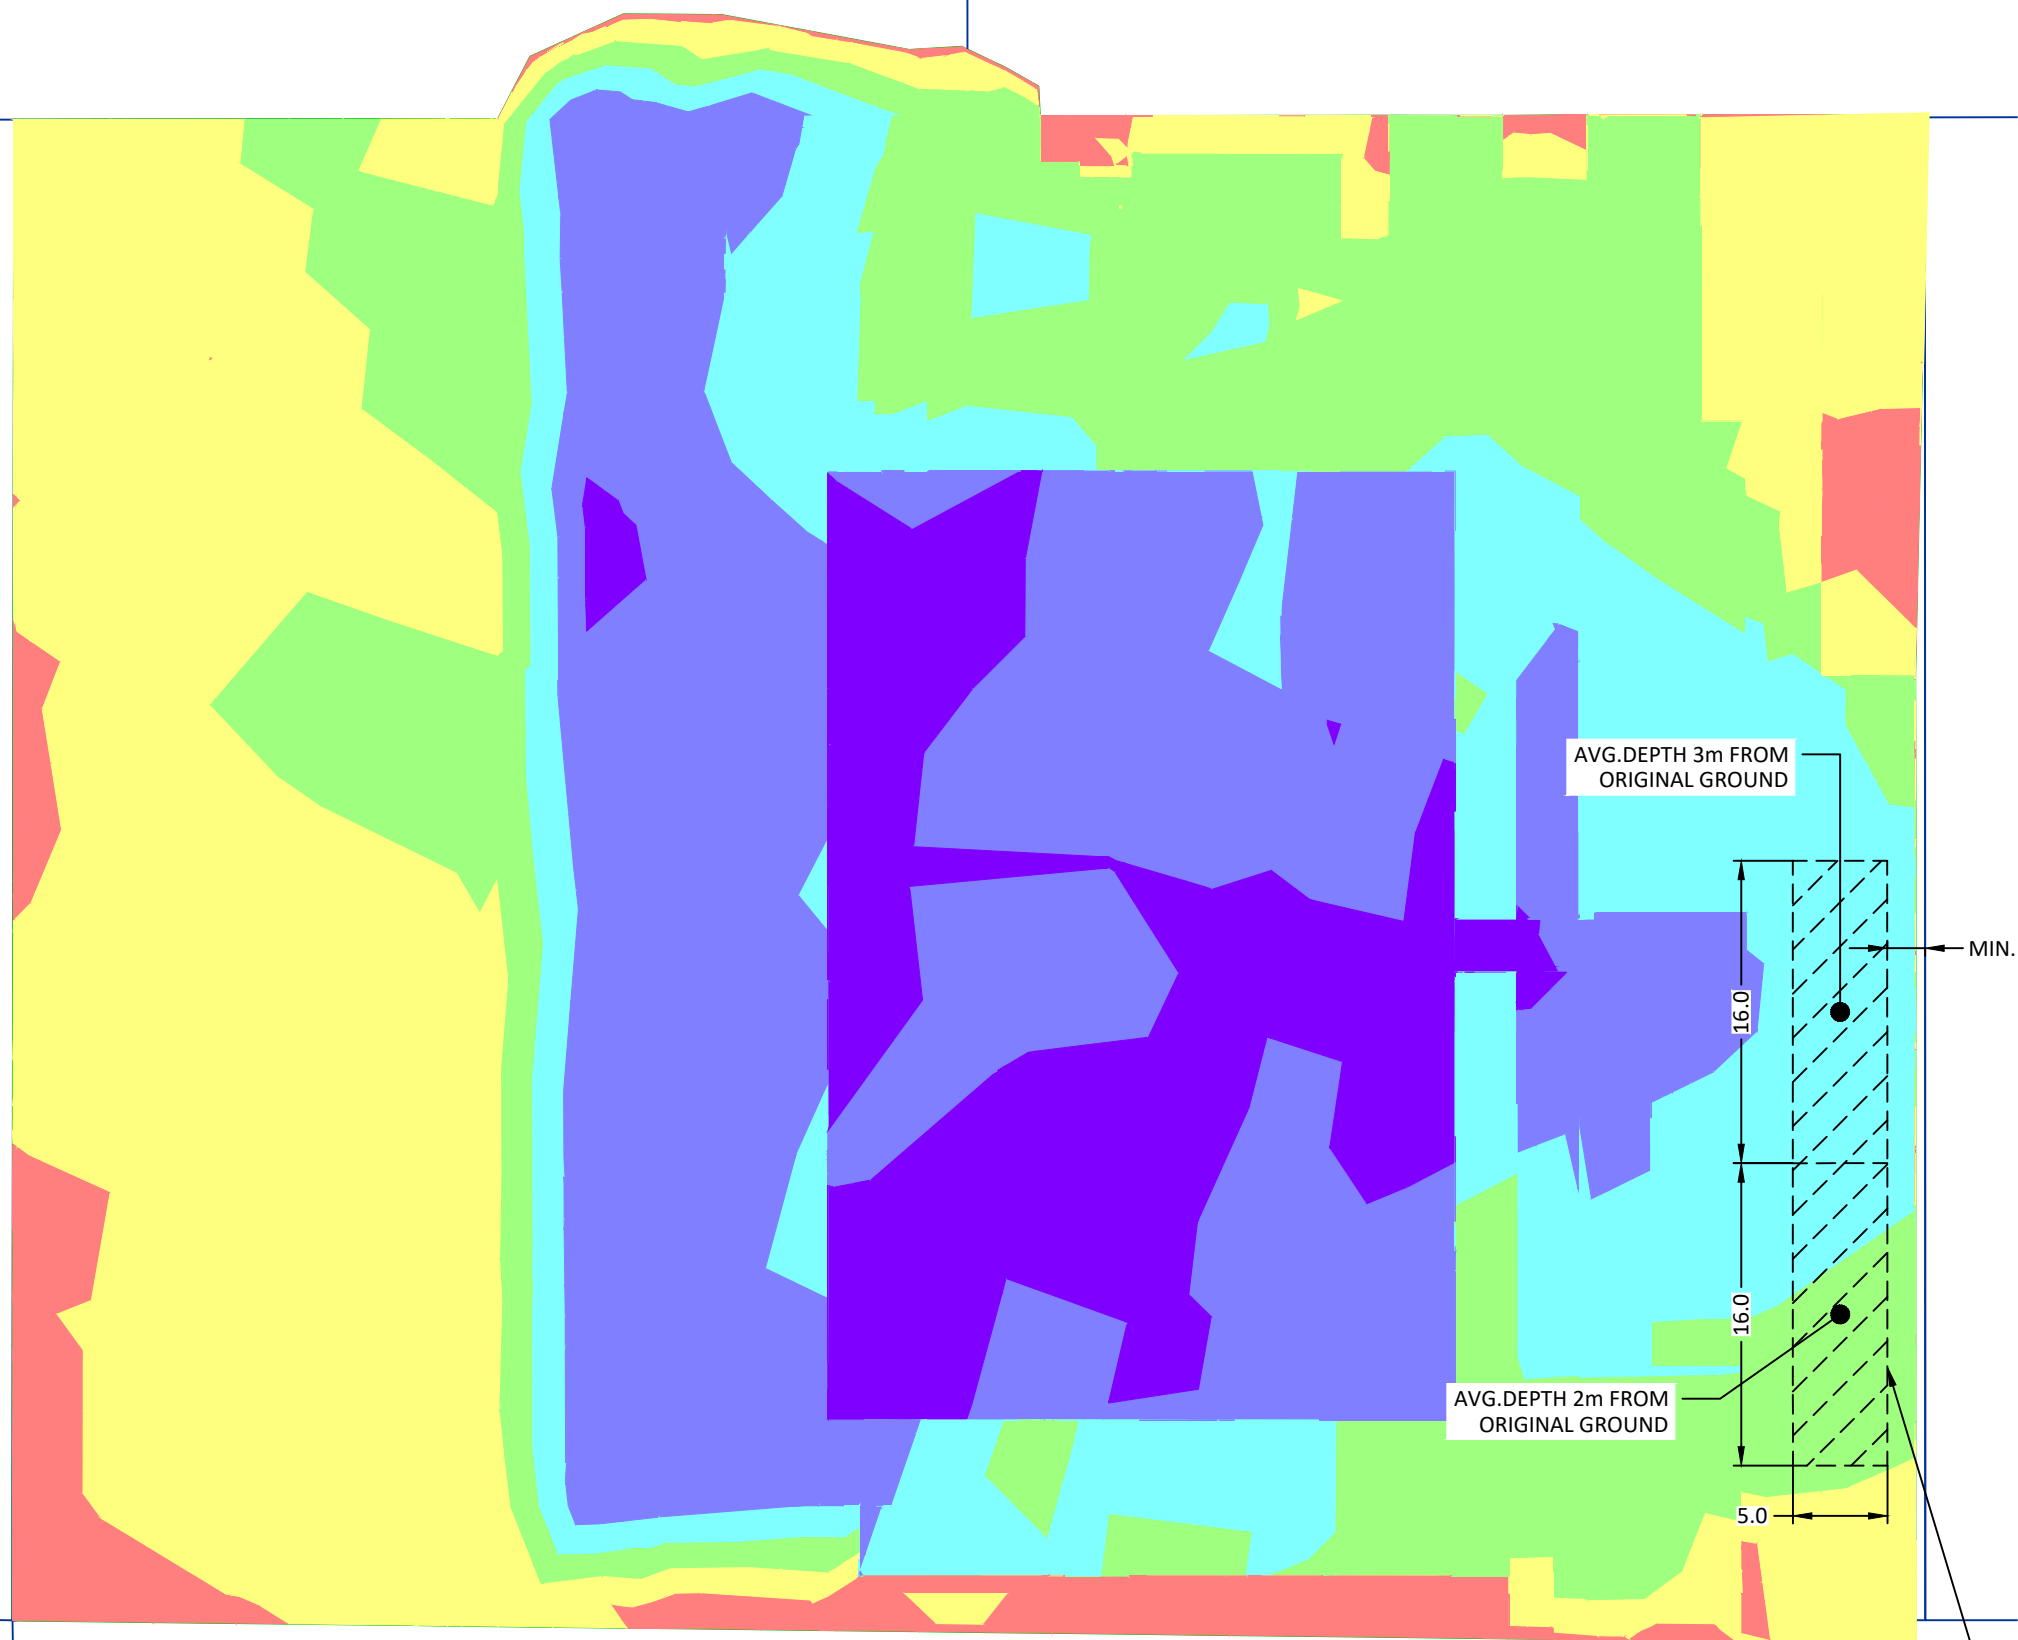 AVG.DEPTH 3m FROM
ORIGINAL GROUND
MIN.
16.0
16.0
AVG.DEPTH 2m FROM
ORIGINAL GROUND
5.0